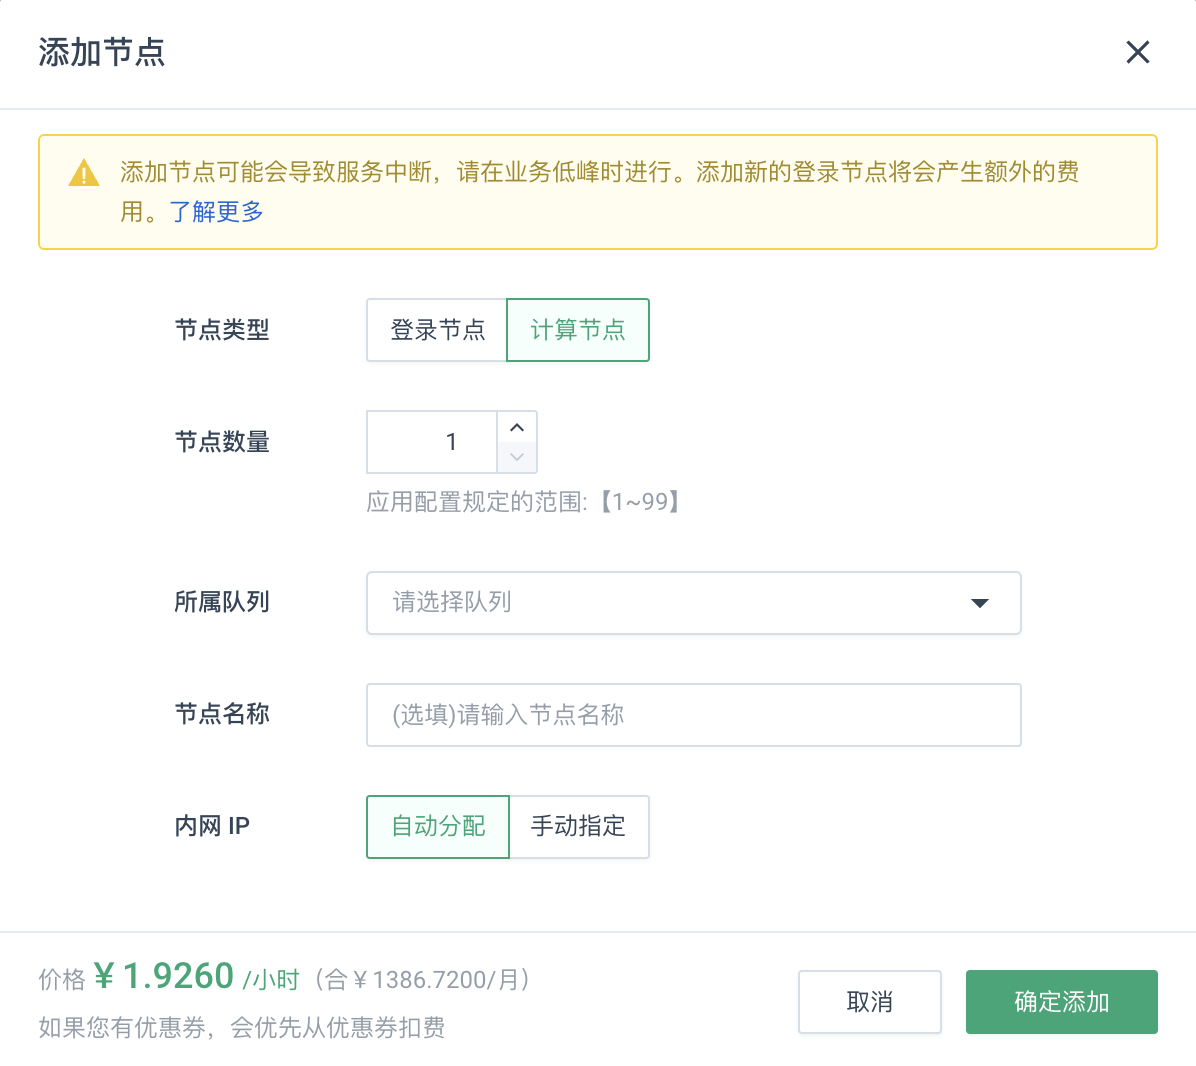 添加节点
添加节点可能会导致服务中断，请在业务低峰时进行。添加新的登录节点将会产生额外的费
用。了解更多
节点类型
登录节点 计算节点
节点数量
1
应用配置规定的范围:【1~99】
所属队列
请选择队列
节点名称
(选填)请输入节点名称
内网 IP
自动分配 手动指定
价格 ¥ 1.9260 /小时（合 ¥ 1386.7200/月）
如果您有优惠券，会优先从优惠券扣费
取消 确定添加